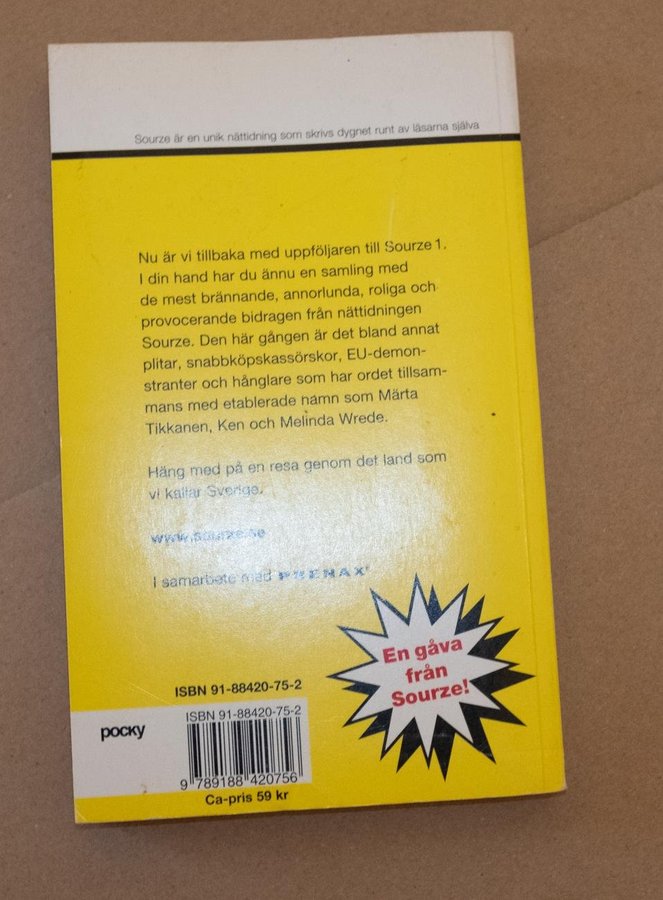 Sourze är en unik nättidning som skrivs dygnet runt av läsarna själva
Nu är vi tillbaka med uppföljaren till Sourze 1.
I din hand har du ännu en samling med
de mest brännande, annorlunda, roliga och
provocerande bidragen från nättidningen
Sourze. Den här gången är det bland annat
plitar, snabbköpskassörskor, EU-demon-
stranter och hånglare som har ordet tillsam-
mans med etablerade namn som Märta
Tikkanen, Ken och Melinda Wrede.
Häng med på en resa genom det land som
vi kallar Sverige.
www.sourze.se
I samarbete med PRENAX
En gåva
från
Sourze!
ISBN 91-88420-75-2
ISBN 91-88420-75-2
pocky
9 789188 420756
Ca-pris 59 kr